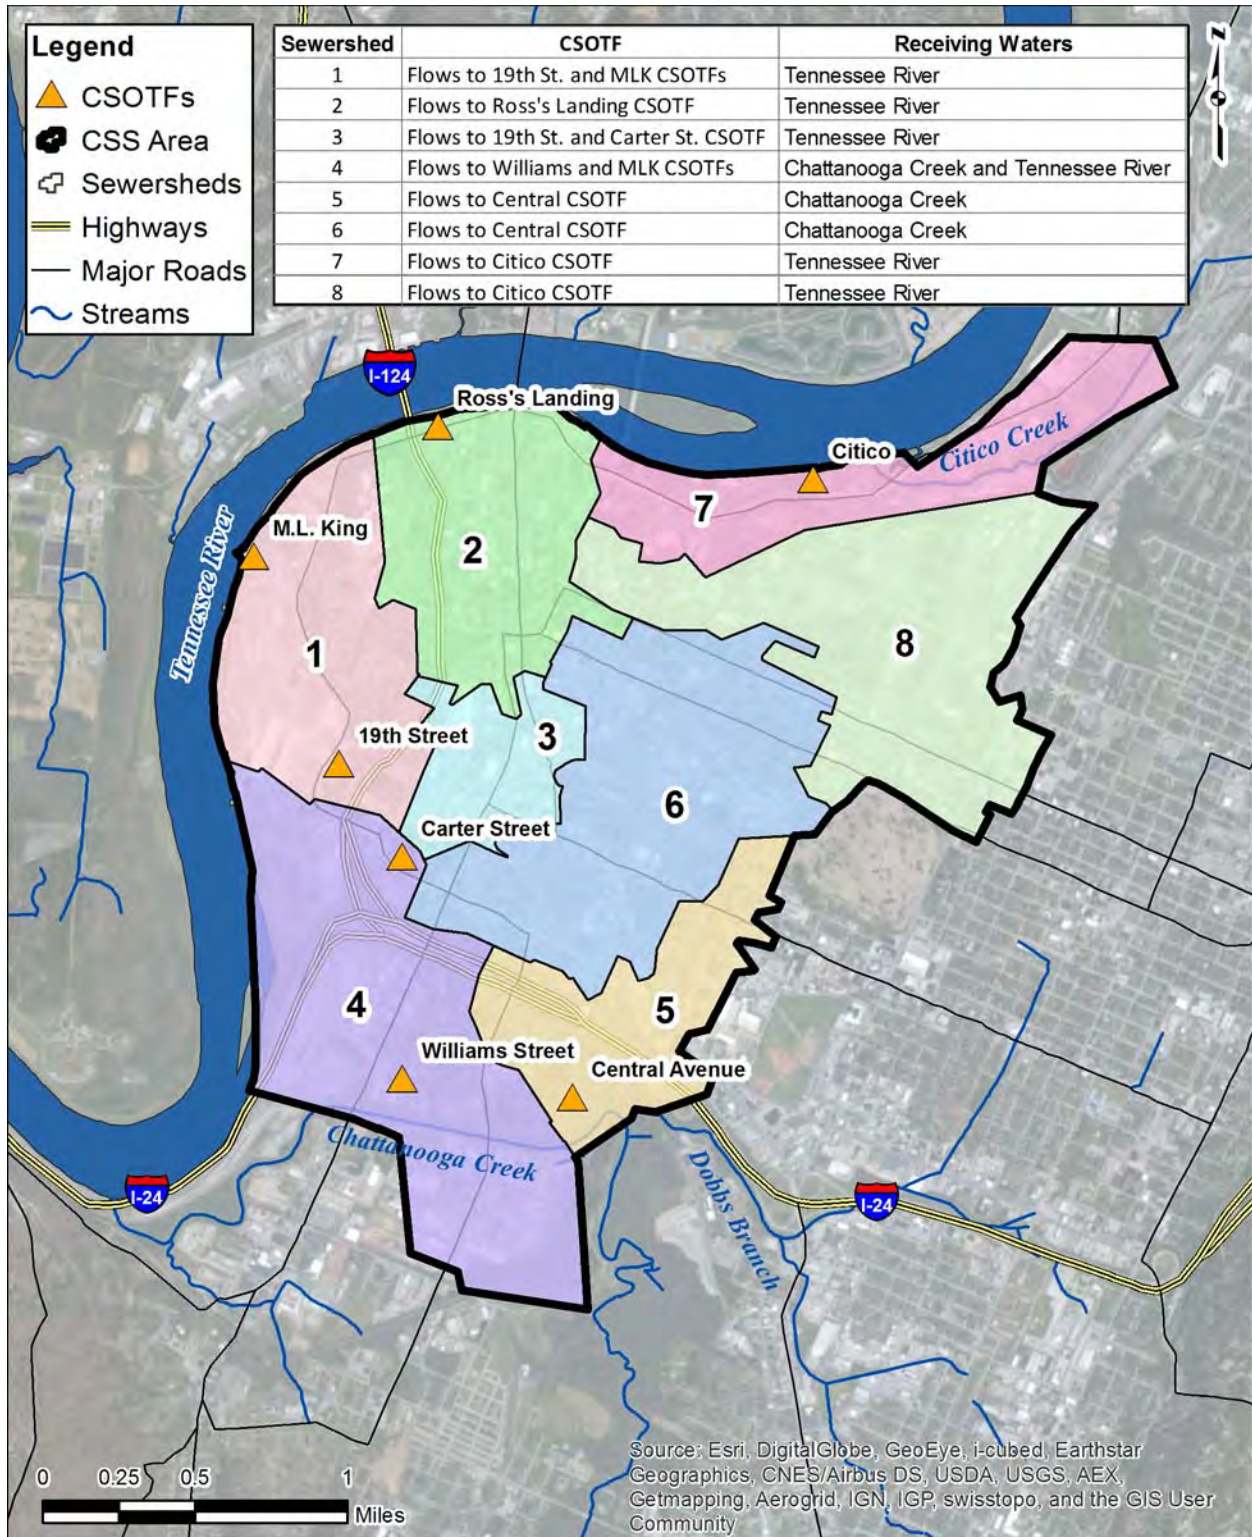 Legend
CSOTFs
CSS Area
Sewersheds
Highways
Major Roads
Streams
Sewershed CSOTF Receiving Waters
1 Flows to 19th St. and MLK CSOTFs Tennessee River
2 Flows to Ross's Landing CSOTF Tennessee River
3 Flows to 19th St. and Carter St. CSOTF Tennessee River
4 Flows to Williams and MLK CSOTFs Chattanooga Creek and Tennessee River
5 Flows to Central CSOTF Chattanooga Creek
6 Flows to Central CSOTF Chattanooga Creek
7 Flows to Citico CSOTF Tennessee River
8 Flows to Citico CSOTF Tennessee River
N
I-124
Ross's Landing
Citico
Citico Creek
7
M.L. King
2
Tennessee River
1
8
19th Street
3
6
Carter Street
4
5
Williams Street
Central Avenue
Chattanooga Creek
Dobbs Branch
I-24
I-24
0 0.25 0.5 1
Miles
Source: Esri, DigitalGlobe, GeoEye, i-cubed, Earthstar
Geographics, CNES/Airbus DS, USDA, USGS, AEX,
Getmapping, Aerogrid, IGN, IGP, swisstopo, and the GIS User
Community